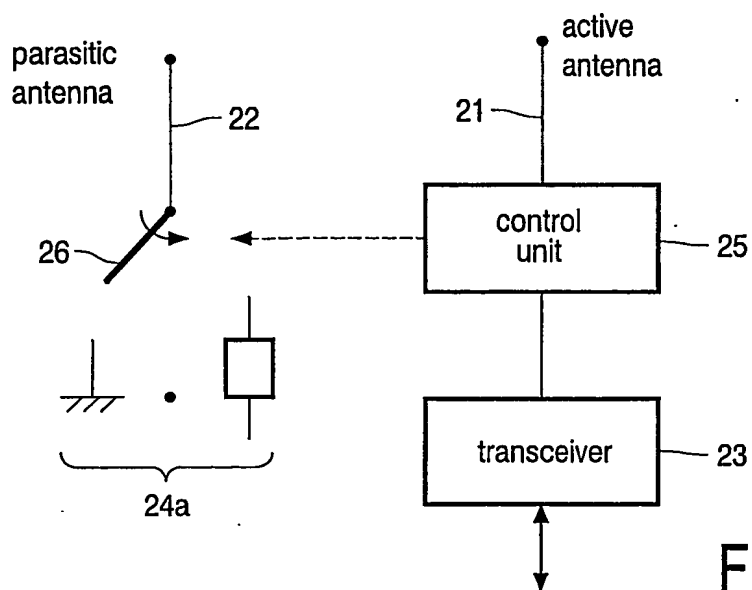 parasitic
antenna
active
antenna
22
21
26
control
unit
25
transceiver
23
24a
F